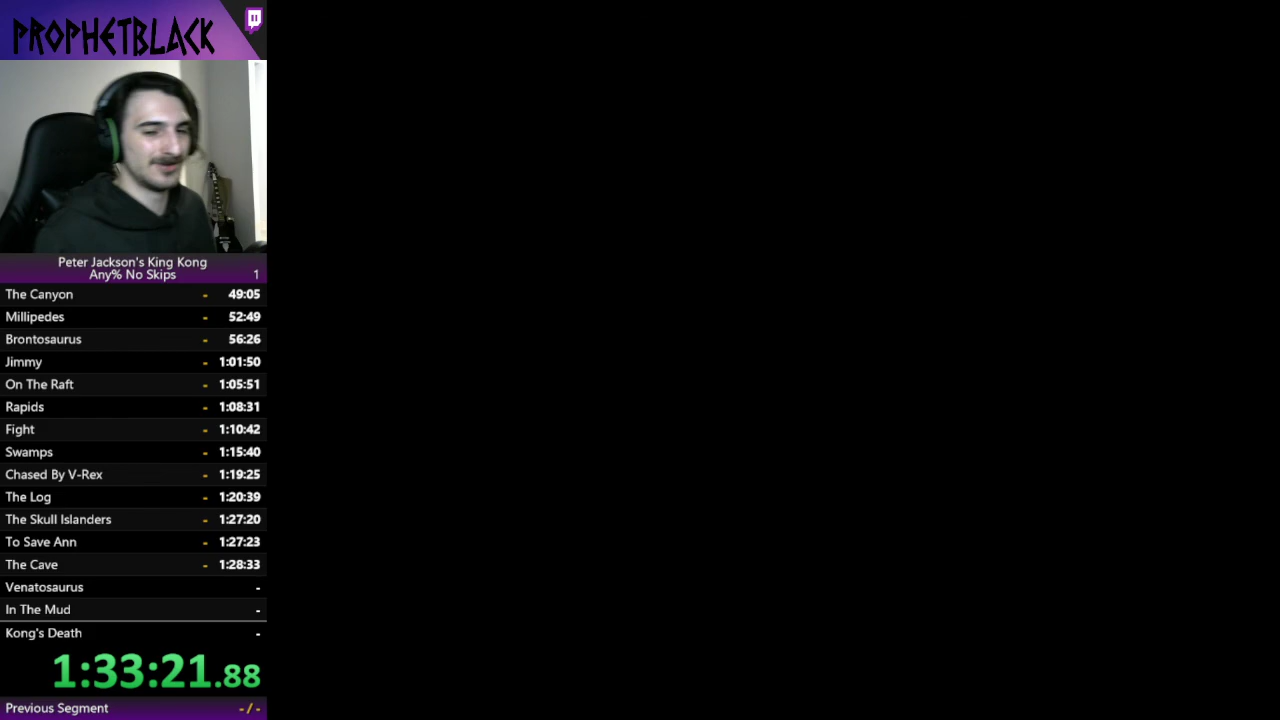 PROPHETBLACK
Peter Jackson's King Kong
Any% No Skips 1
The Canyon - 49:05
Millipedes - 52:49
Brontosaurus - 56:26
Jimmy - 1:01:50
On The Raft - 1:05:51
Rapids - 1:08:31
Fight - 1:10:42
Swamps - 1:15:40
Chased By V-Rex - 1:19:25
The Log - 1:20:39
The Skull Islanders - 1:27:20
To Save Ann - 1:27:23
The Cave - 1:28:33
Venatosaurus -
In The Mud -
Kong's Death -
1:33:21.88
Previous Segment - / -